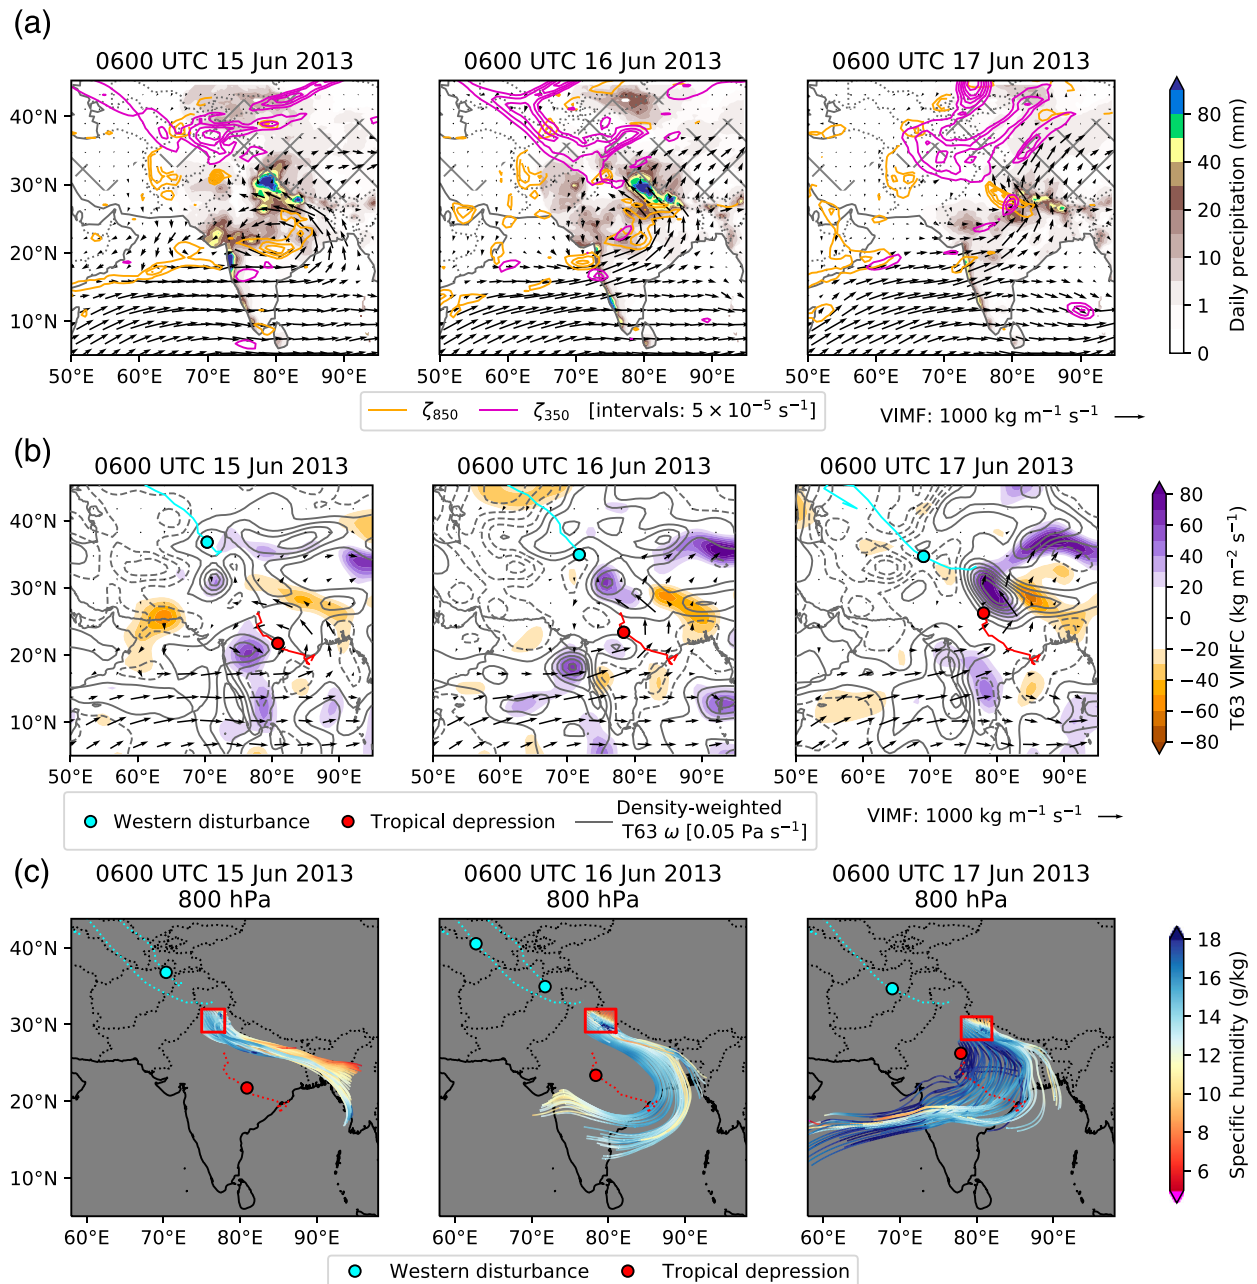 (a)
0600 UTC 15 Jun 2013
0600 UTC 16 Jun 2013
0600 UTC 17 Jun 2013
40°N
30°N
20°N
10°N
50°E 60°E 70°E 80°E 90°E
50°E 60°E 70°E 80°E 90°E
50°E 60°E 70°E 80°E 90°E
80
40
20
10
1
0
Daily precipitation (mm)
ζ850 ζ350 [intervals: 5 × 10⁻⁵ s⁻¹]
VIMF: 1000 kg m⁻¹ s⁻¹
(b)
0600 UTC 15 Jun 2013
0600 UTC 16 Jun 2013
0600 UTC 17 Jun 2013
40°N
30°N
20°N
10°N
50°E 60°E 70°E 80°E 90°E
50°E 60°E 70°E 80°E 90°E
50°E 60°E 70°E 80°E 90°E
80
60
40
20
0
−20
−40
−60
−80
T63 VIMFC (kg m⁻² s⁻¹)
Western disturbance
Tropical depression
Density-weighted
T63 ω [0.05 Pa s⁻¹]
VIMF: 1000 kg m⁻¹ s⁻¹
(c)
0600 UTC 15 Jun 2013
800 hPa
0600 UTC 16 Jun 2013
800 hPa
0600 UTC 17 Jun 2013
800 hPa
40°N
30°N
20°N
10°N
60°E 70°E 80°E 90°E
60°E 70°E 80°E 90°E
60°E 70°E 80°E 90°E
18
16
14
12
10
8
6
Specific humidity (g/kg)
Western disturbance
Tropical depression